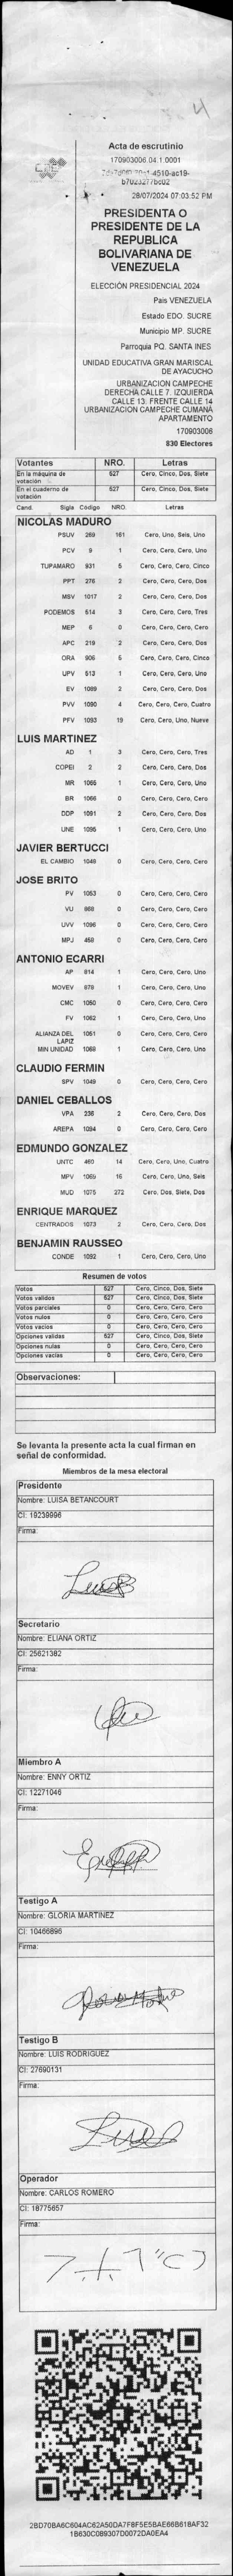 4
Acta de escrutinio
170903006.04.1.0001
28/07/2024 07:03:52 PM
PRESIDENTA O
PRESIDENTE DE LA
REPUBLICA
BOLIVARIANA DE
VENEZUELA
ELECCIÓN PRESIDENCIAL 2024
Pais VENEZUELA
Estado EDO. SUCRE
Municipio MP. SUCRE
Parroquia PQ. SANTA INES
UNIDAD EDUCATIVA GRAN MARISCAL
DE AYACUCHO
URBANIZACIÓN CAMPECHE
DERECHA CALLE 7. IZQUIERDA
CALLE 13. FRENTE CALLE 14
URBANIZACION CAMPECHE CUMANÁ
APARTAMENTO
170903006
830 Electores
Votantes NRO. Letras
En la máquina de votación 527 Cero, Cinco, Dos, Siete
En el cuaderno de votación 527 Cero, Cinco, Dos, Siete
Cand. Sigla Código NRO. Letras
NICOLAS MADURO
PSUV 269 161 Cero, Uno, Seis, Uno
PCV 9 1 Cero, Cero, Cero, Uno
TUPAMARO 931 5 Cero, Cero, Cero, Cinco
PPT 276 2 Cero, Cero, Cero, Dos
MSV 1017 2 Cero, Cero, Cero, Dos
PODEMOS 514 3 Cero, Cero, Cero, Tres
MEP 6 0 Cero, Cero, Cero, Cero
APC 219 2 Cero, Cero, Cero, Dos
ORA 906 5 Cero, Cero, Cero, Cinco
UPV 513 1 Cero, Cero, Cero, Uno
EV 1089 2 Cero, Cero, Cero, Dos
PVV 1090 4 Cero, Cero, Cero, Cuatro
PFV 1093 19 Cero, Cero, Uno, Nueve
LUIS MARTINEZ
AD 1 3 Cero, Cero, Cero, Tres
COPEI 2 2 Cero, Cero, Cero, Dos
MR 1065 1 Cero, Cero, Cero, Uno
BR 1066 0 Cero, Cero, Cero, Cero
DDP 1091 2 Cero, Cero, Cero, Dos
UNE 1095 1 Cero, Cero, Cero, Uno
JAVIER BERTUCCI
EL CAMBIO 1048 0 Cero, Cero, Cero, Cero
JOSE BRITO
PV 1053 0 Cero, Cero, Cero, Cero
VU 868 0 Cero, Cero, Cero, Cero
UVV 1096 0 Cero, Cero, Cero, Cero
MPJ 458 0 Cero, Cero, Cero, Cero
ANTONIO ECARRI
AP 814 1 Cero, Cero, Cero, Uno
MOVEV 879 1 Cero, Cero, Cero, Uno
CMC 1050 0 Cero, Cero, Cero, Cero
FV 1062 1 Cero, Cero, Cero, Uno
ALIANZA DEL LAPIZ 1051 0 Cero, Cero, Cero, Cero
MIN UNIDAD 1068 1 Cero, Cero, Cero, Uno
CLAUDIO FERMIN
SPV 1049 0 Cero, Cero, Cero, Cero
DANIEL CEBALLOS
VPA 236 2 Cero, Cero, Cero, Dos
AREPA 1094 0 Cero, Cero, Cero, Cero
EDMUNDO GONZALEZ
UNTC 460 14 Cero, Cero, Uno, Cuatro
MPV 1069 16 Cero, Cero, Uno, Seis
MUD 1075 272 Cero, Dos, Siete, Dos
ENRIQUE MARQUEZ
CENTRADOS 1073 2 Cero, Cero, Cero, Dos
BENJAMIN RAUSSEO
CONDE 1092 1 Cero, Cero, Cero, Uno
Resumen de votos
Votos 527 Cero, Cinco, Dos, Siete
Votos validos 527 Cero, Cinco, Dos, Siete
Votos parciales 0 Cero, Cero, Cero, Cero
Votos nulos 0 Cero, Cero, Cero, Cero
Votos vacios 0 Cero, Cero, Cero, Cero
Opciones validas 527 Cero, Cinco, Dos, Siete
Opciones nulas 0 Cero, Cero, Cero, Cero
Opciones vacias 0 Cero, Cero, Cero, Cero
Observaciones:
Se levanta la presente acta la cual firman en
señal de conformidad.
Miembros de la mesa electoral
Presidente
Nombre: LUISA BETANCOURT
CI: 19239996
Firma:
Secretario
Nombre: ELIANA ORTIZ
CI: 25621382
Firma:
Miembro A
Nombre: ENNY ORTIZ
CI: 12271046
Firma:
Testigo A
Nombre: GLORIA MARTINEZ
CI: 10466896
Firma:
Testigo B
Nombre: LUIS RODRIGUEZ
CI: 27690131
Firma:
Operador
Nombre: CARLOS ROMERO
CI: 18775657
Firma:
2BD70BA6C604AC62A50DA7F8F5E5BAE66B618AF32
1B630C089307D0072DA0EA4